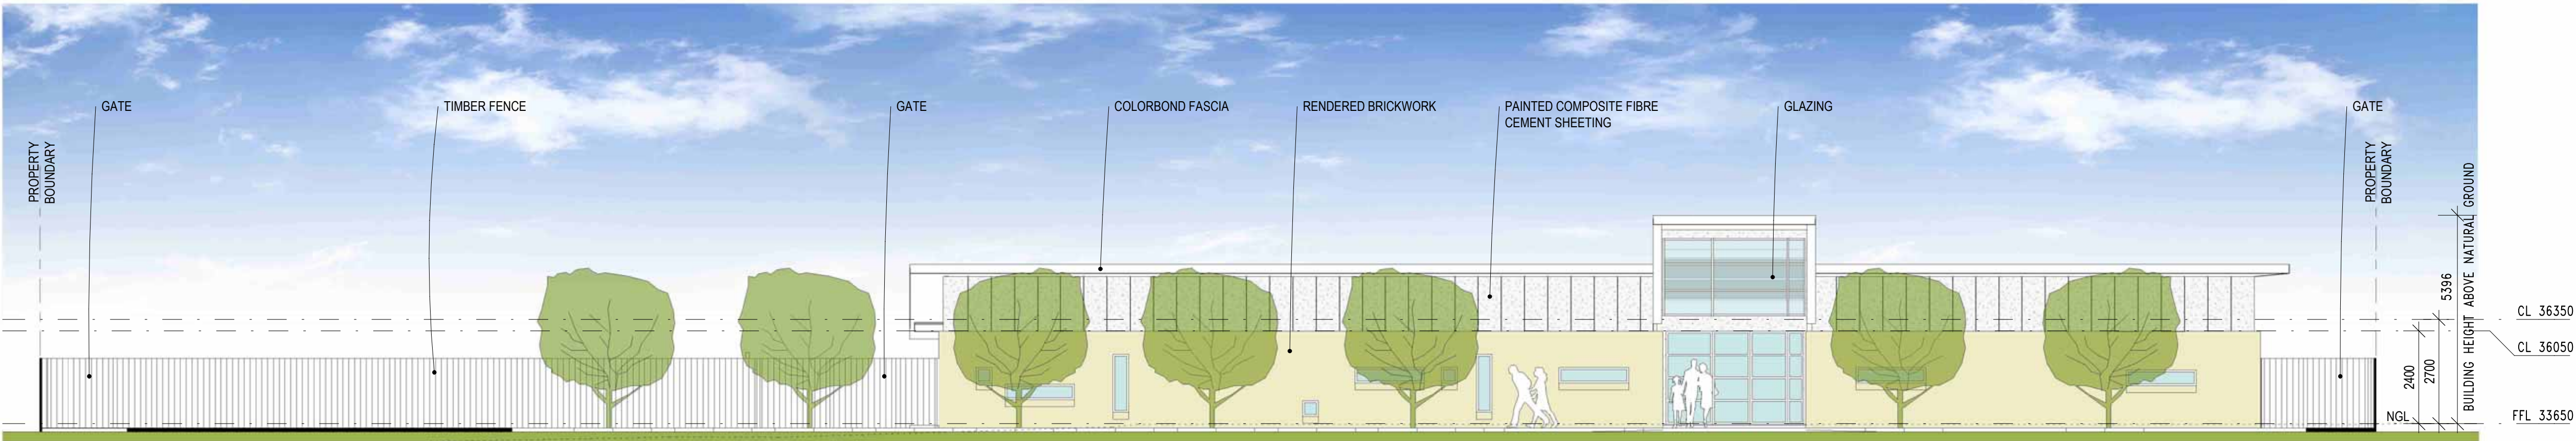 GATE
TIMBER FENCE
GATE
COLORBOND FASCIA
RENDERED BRICKWORK
PAINTED COMPOSITE FIBRE
CEMENT SHEETING
GLAZING
GATE
PROPERTY
BOUNDARY
PROPERTY
BOUNDARY
BUILDING HEIGHT ABOVE NATURAL GROUND
5396
2700
2400
CL 36350
CL 36050
NGL
FFL 33650